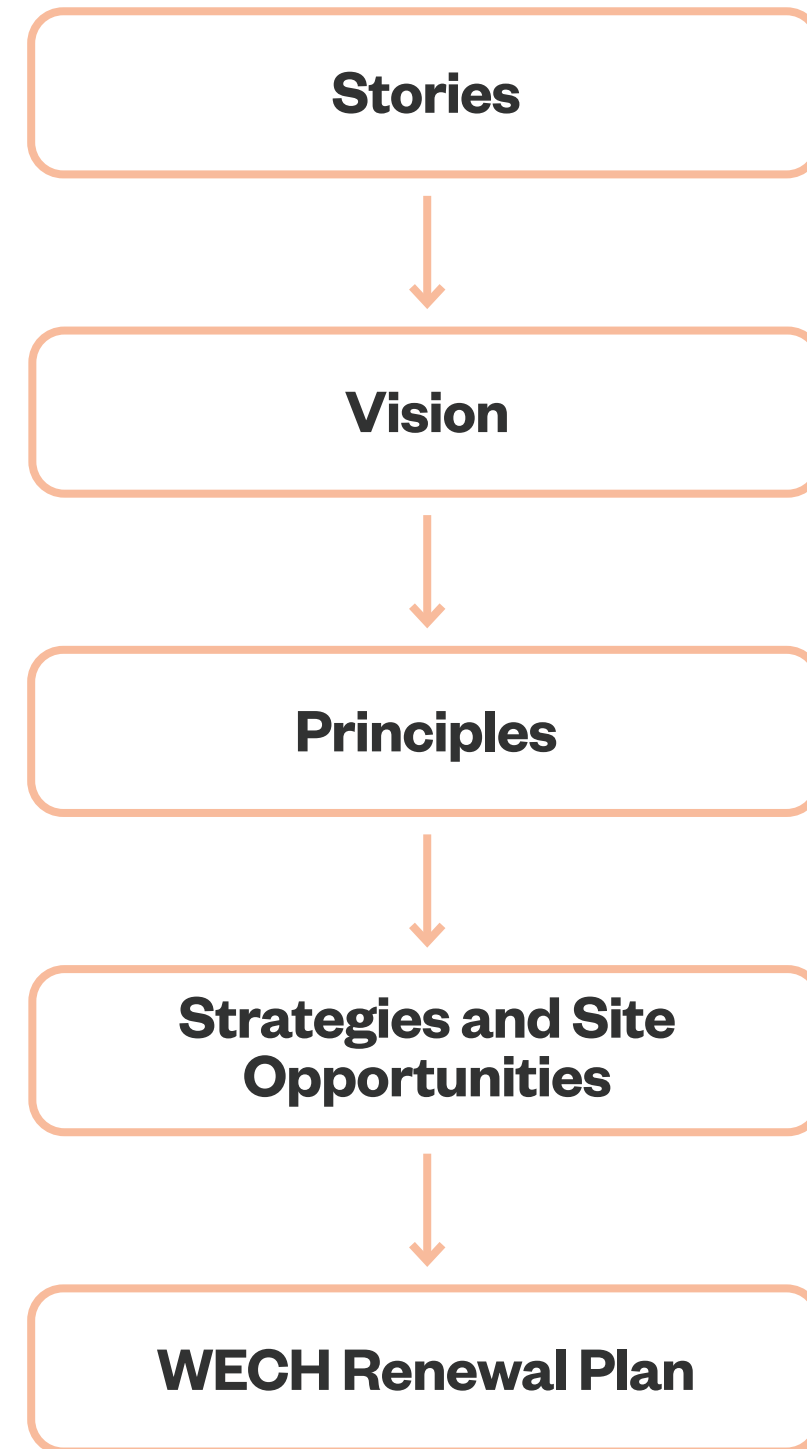 Stories
Vision
Principles
Strategies and Site
Opportunities
WECH Renewal Plan